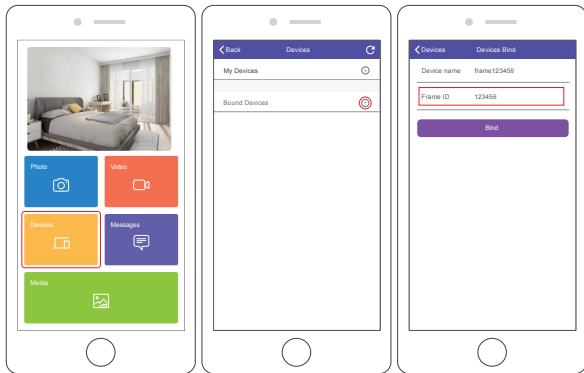 Photo
Video
Devices
Messages
Media
Back Devices
My Devices
Bound Devices
Devices Devices Bind
Device name frame123456
Frame ID 123456
Bind